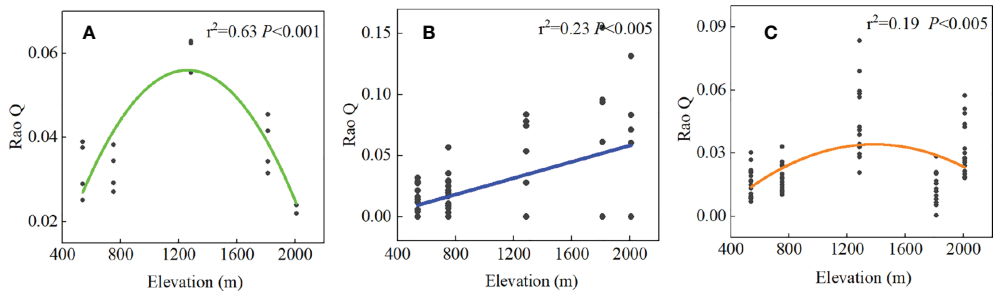 A
r²=0.63 P<0.001
Rao Q
0.06
0.04
0.02
400
800
1200
1600
2000
Elevation (m)
B
r²=0.23 P<0.005
Rao Q
0.15
0.10
0.05
0.00
400
800
1200
1600
2000
Elevation (m)
C
r²=0.19 P<0.005
Rao Q
0.09
0.06
0.03
0.00
400
800
1200
1600
2000
Elevation (m)